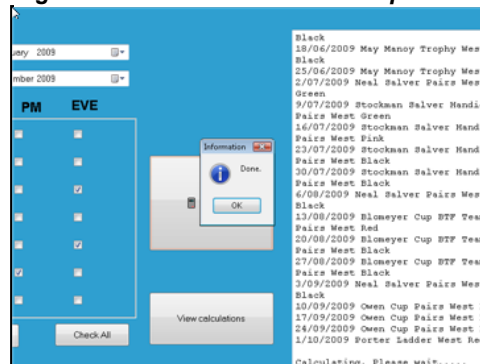 uary 2009
mber 2009
PM EVE
Information
Done.
OK
View calculations
Check All
Black
18/06/2009 May Manoy Trophy Wes
Black
25/06/2009 May Manoy Trophy Wes
2/07/2009 Neal Salver Pairs Wes
Green
9/07/2009 Stockman Salver Handi
Pairs West Green
16/07/2009 Stockman Salver Hand
Pairs West Pink
23/07/2009 Stockman Salver Hand
Pairs West Black
30/07/2009 Stockman Salver Hand
Pairs West Black
6/08/2009 Neal Salver Pairs Wes
Black
13/08/2009 Blomeyer Cup BTF Tea
Pairs West Red
20/08/2009 Blomeyer Cup BTF Tea
Pairs West Black
27/08/2009 Blomeyer Cup BTF Tea
Pairs West Black
3/09/2009 Neal Salver Pairs Wes
Black
10/09/2009 Owen Cup Pairs West
17/09/2009 Owen Cup Pairs West
24/09/2009 Owen Cup Pairs West
1/10/2009 Porter Ladder West Re
Calculating. Please wait.....